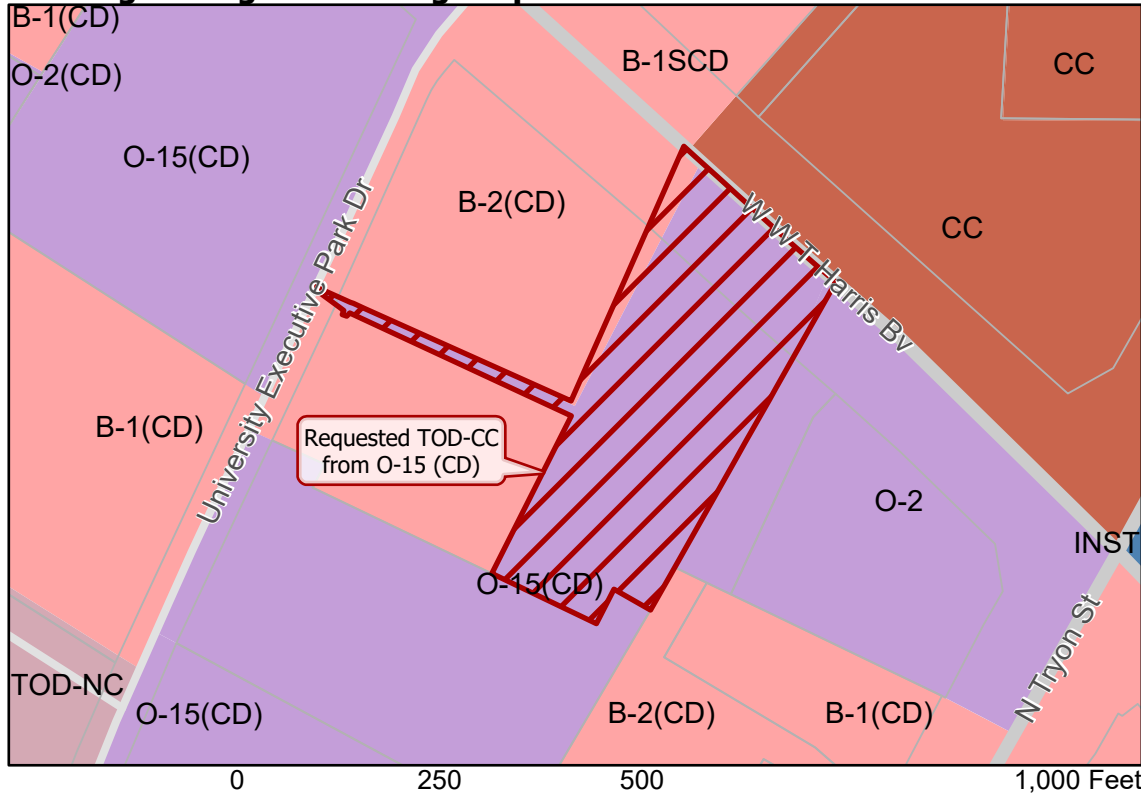 B-1(CD)
B-1SCD
CC
O-2(CD)
O-15(CD)
B-2(CD)
CC
W W T Harris Bv
University Executive Park Dr
B-1(CD)
Requested TOD-CC
from O-15 (CD)
O-2
INST
O-15(CD)
N Tryon St
TOD-NC
O-15(CD)
B-2(CD)
B-1(CD)
0 250 500 1,000 Feet